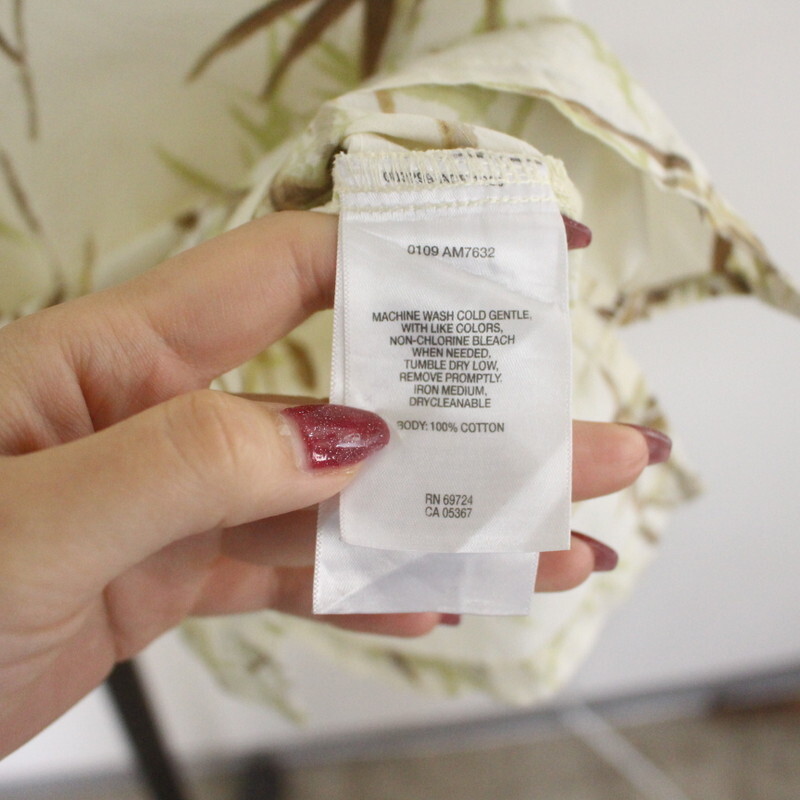 0109 AM7632
MACHINE WASH COLD GENTLE.
WITH LIKE COLORS,
NON-CHLORINE BLEACH
WHEN NEEDED,
TUMBLE DRY LOW,
REMOVE PROMPTLY.
IRON MEDIUM,
DRYCLEANABLE
BODY: 100% COTTON
RN 69724
CA 05367